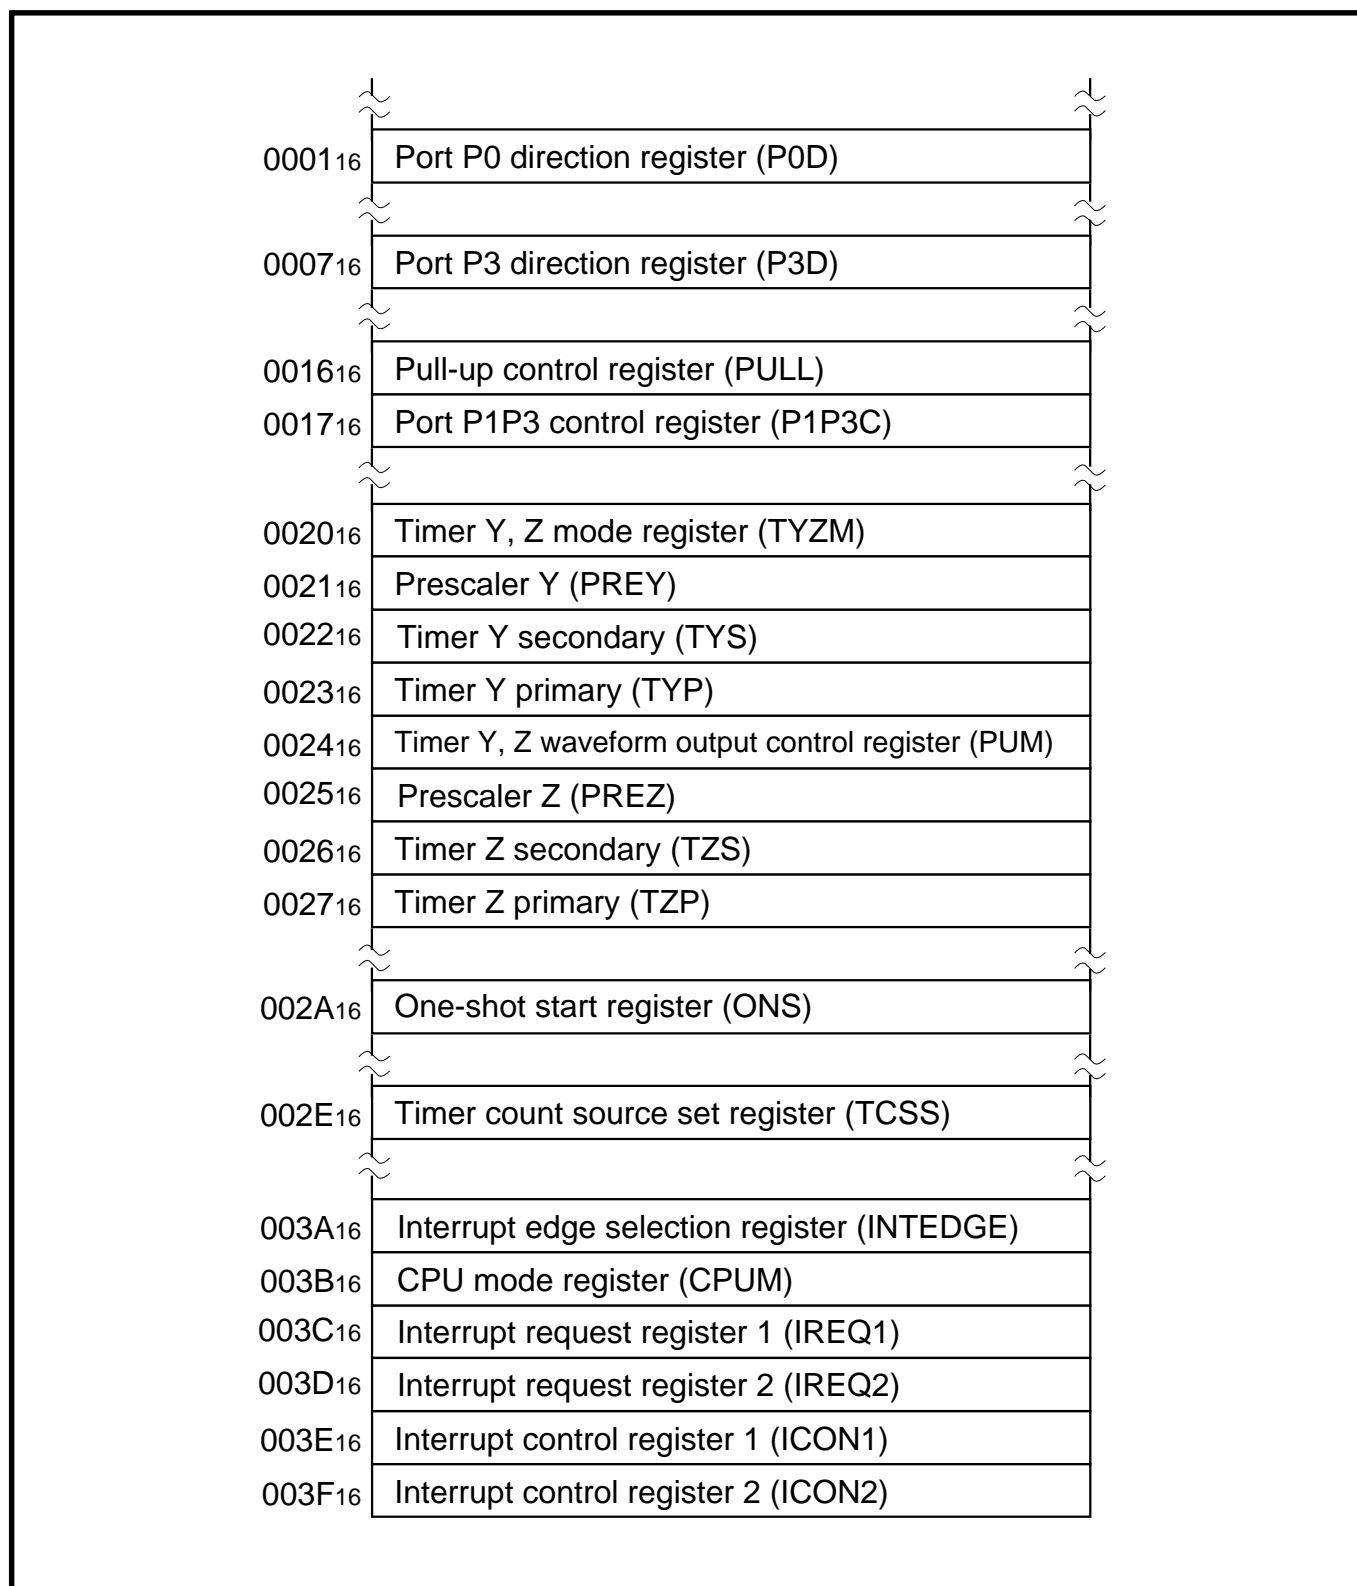 0001₁₆ Port P0 direction register (P0D)
0007₁₆ Port P3 direction register (P3D)
0016₁₆ Pull-up control register (PULL)
0017₁₆ Port P1P3 control register (P1P3C)
0020₁₆ Timer Y, Z mode register (TYZM)
0021₁₆ Prescaler Y (PREY)
0022₁₆ Timer Y secondary (TYS)
0023₁₆ Timer Y primary (TYP)
0024₁₆ Timer Y, Z waveform output control register (PUM)
0025₁₆ Prescaler Z (PREZ)
0026₁₆ Timer Z secondary (TZS)
0027₁₆ Timer Z primary (TZP)
002A₁₆ One-shot start register (ONS)
002E₁₆ Timer count source set register (TCSS)
003A₁₆ Interrupt edge selection register (INTEDGE)
003B₁₆ CPU mode register (CPUM)
003C₁₆ Interrupt request register 1 (IREQ1)
003D₁₆ Interrupt request register 2 (IREQ2)
003E₁₆ Interrupt control register 1 (ICON1)
003F₁₆ Interrupt control register 2 (ICON2)